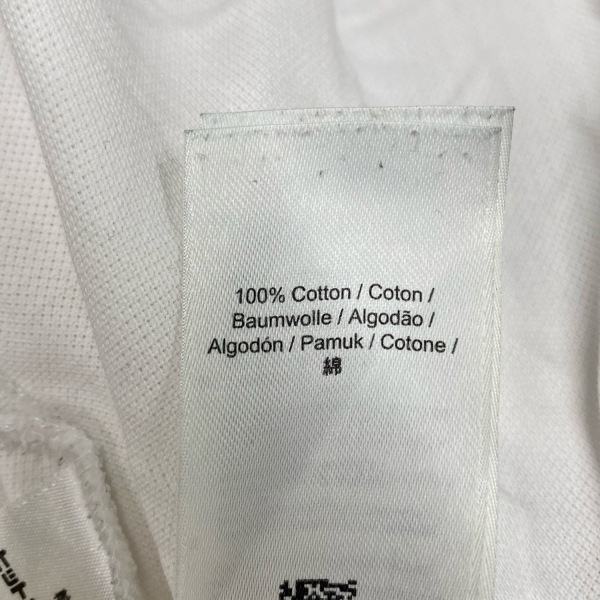 100% Cotton / Coton /
Baumwolle / Algodão /
Algodón / Pamuk / Cotone /
綿